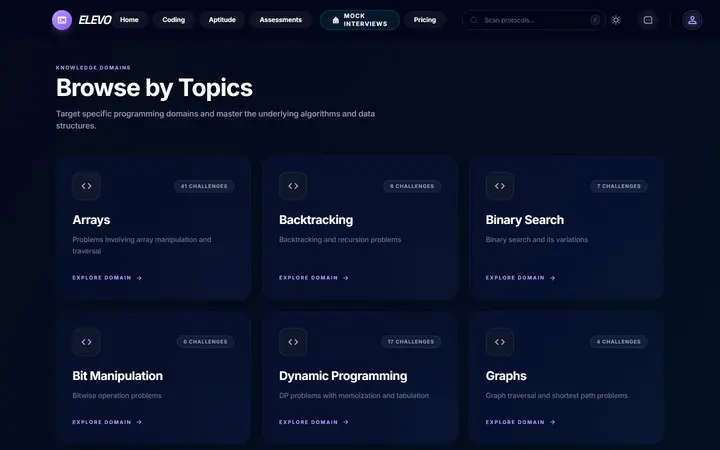 ELEVO
Home
Coding
Aptitude
Assessments
MOCK
INTERVIEWS
Pricing
Scan protocols...
/
KNOWLEDGE DOMAINS
Browse by Topics
Target specific programming domains and master the underlying algorithms and data
structures.
41 CHALLENGES
Arrays
Problems involving array manipulation and
traversal
EXPLORE DOMAIN →
6 CHALLENGES
Backtracking
Backtracking and recursion problems
EXPLORE DOMAIN →
7 CHALLENGES
Binary Search
Binary search and its variations
EXPLORE DOMAIN →
6 CHALLENGES
Bit Manipulation
Bitwise operation problems
EXPLORE DOMAIN →
17 CHALLENGES
Dynamic Programming
DP problems with memoization and tabulation
EXPLORE DOMAIN →
4 CHALLENGES
Graphs
Graph traversal and shortest path problems
EXPLORE DOMAIN →